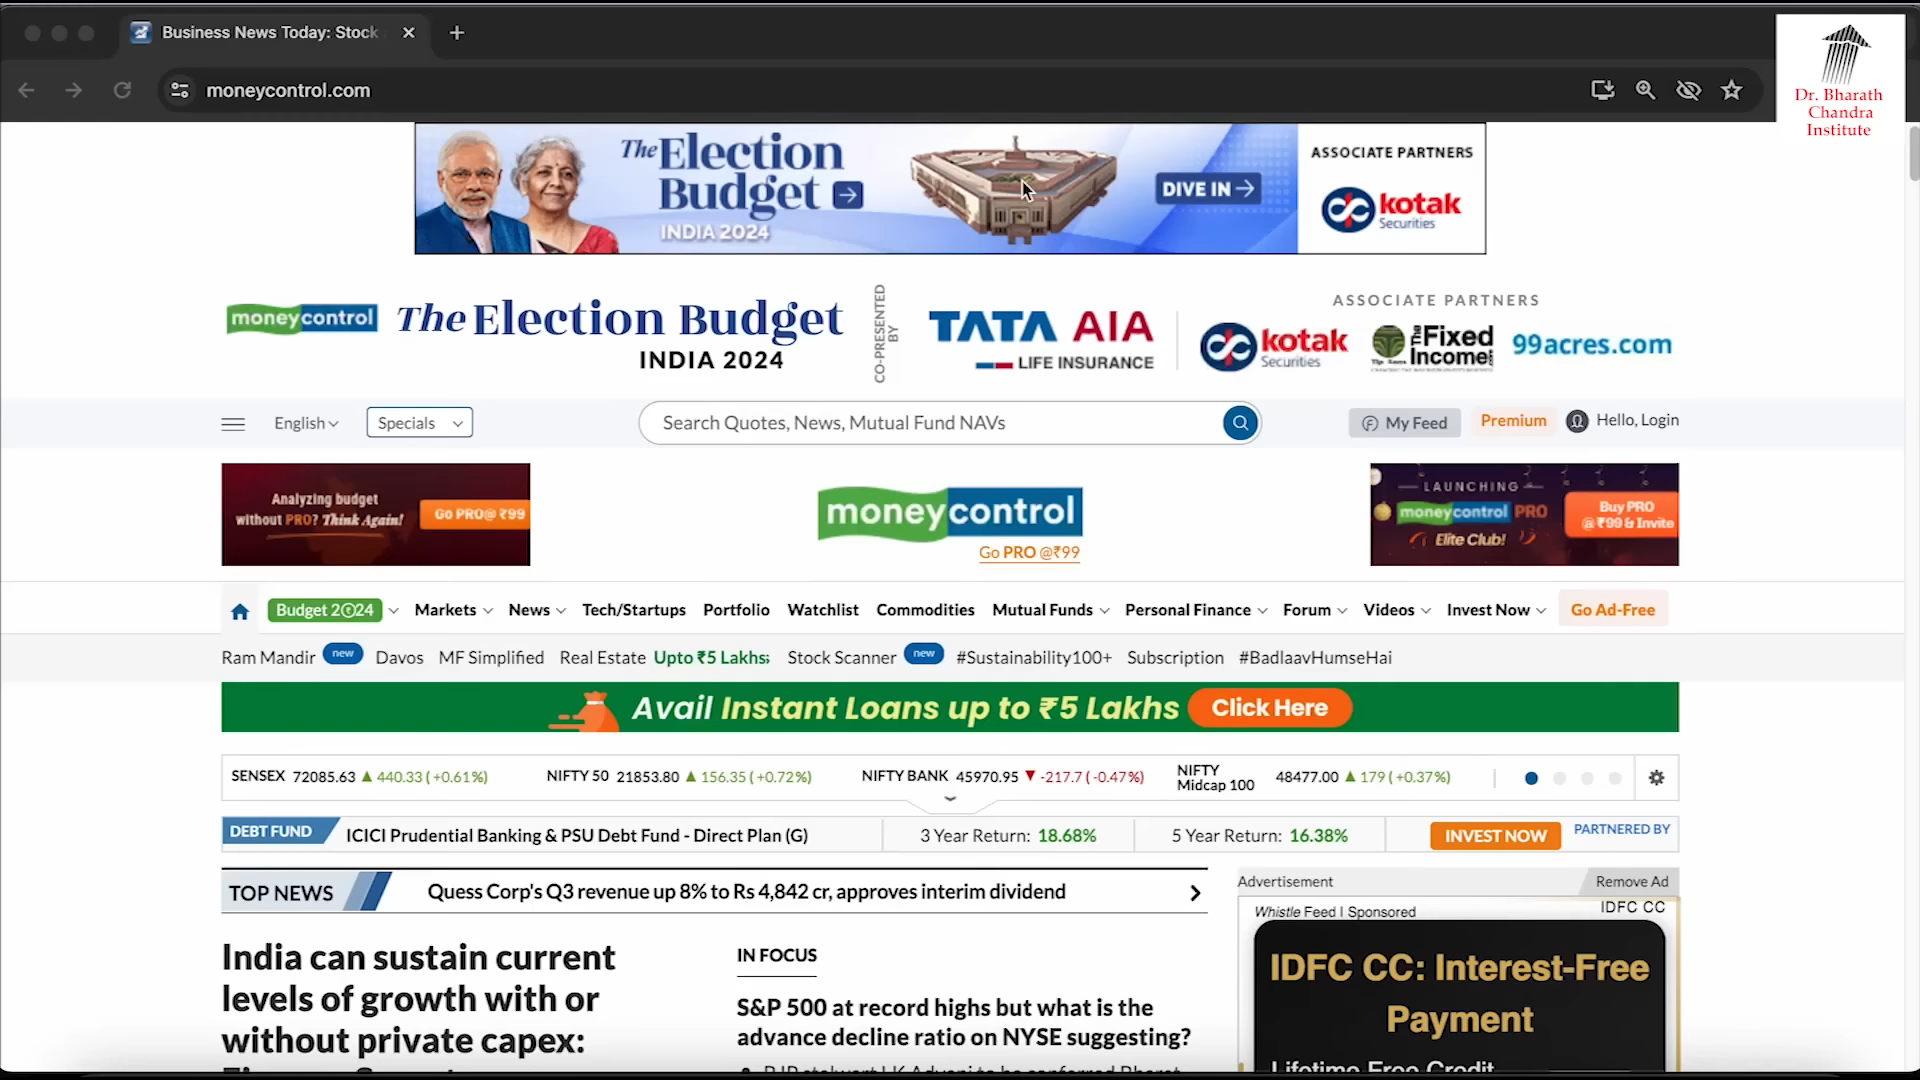 Business News Today: Stock
moneycontrol.com
Dr. Bharath
Chandra
Institute
The Election
Budget
INDIA 2024
DIVE IN
ASSOCIATE PARTNERS
kotak
Securities
moneycontrol
The Election Budget
INDIA 2024
CO-PRESENTED
BY
TATA AIA
LIFE INSURANCE
ASSOCIATE PARTNERS
kotak
Securities
The Fixed
Income
99acres.com
English
Specials
Search Quotes, News, Mutual Fund NAVs
My Feed
Premium
Hello, Login
Analyzing budget
without PRO? Think Again!
Go PRO@ ₹99
moneycontrol
Go PRO @₹99
LAUNCHING
moneycontrol PRO
Elite Club!
Buy PRO
@ ₹99 & Invite
Budget 2024 Markets News Tech/Startups Portfolio Watchlist Commodities Mutual Funds Personal Finance Forum Videos Invest Now Go Ad-Free
Ram Mandir new Davos MF Simplified Real Estate Upto ₹5 Lakhs Stock Scanner new #Sustainability100+ Subscription #BadlaavHumseHai
Avail Instant Loans up to ₹5 Lakhs Click Here
SENSEX 72085.63 ▲ 440.33 (+0.61%)
NIFTY 50 21853.80 ▲ 156.35 (+0.72%)
NIFTY BANK 45970.95 ▼ -217.7 (-0.47%)
NIFTY
Midcap 100
48477.00 ▲ 179 (+0.37%)
DEBT FUND
ICICI Prudential Banking & PSU Debt Fund - Direct Plan (G)
3 Year Return: 18.68%
5 Year Return: 16.38%
INVEST NOW
PARTNERED BY
TOP NEWS
Quess Corp's Q3 revenue up 8% to Rs 4,842 cr, approves interim dividend
India can sustain current
levels of growth with or
without private capex:
IN FOCUS
S&P 500 at record highs but what is the
advance decline ratio on NYSE suggesting?
BJP stalwart LK Advani to be conferred Bharat
Advertisement
Remove Ad
Whistle Feed | Sponsored
IDFC CC
IDFC CC: Interest-Free
Payment
Lifetime Free Credit